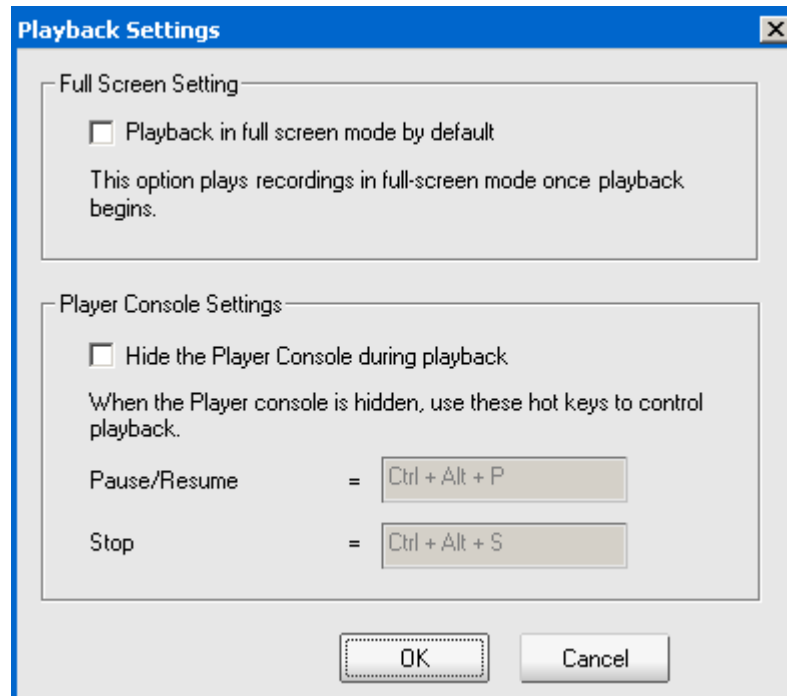 Playback Settings
Full Screen Setting
Playback in full screen mode by default
This option plays recordings in full-screen mode once playback
begins.
Player Console Settings
Hide the Player Console during playback
When the Player console is hidden, use these hot keys to control
playback.
Pause/Resume = Ctrl + Alt + P
Stop = Ctrl + Alt + S
OK Cancel